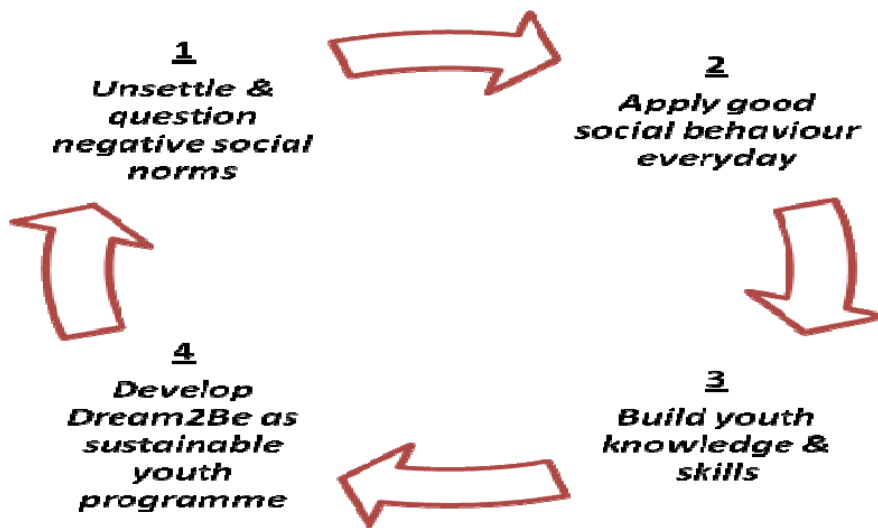 1
Unsettle &
question
negative social
norms
2
Apply good
social behaviour
everyday
3
Build youth
knowledge &
skills
4
Develop
Dream2Be as
sustainable
youth
programme